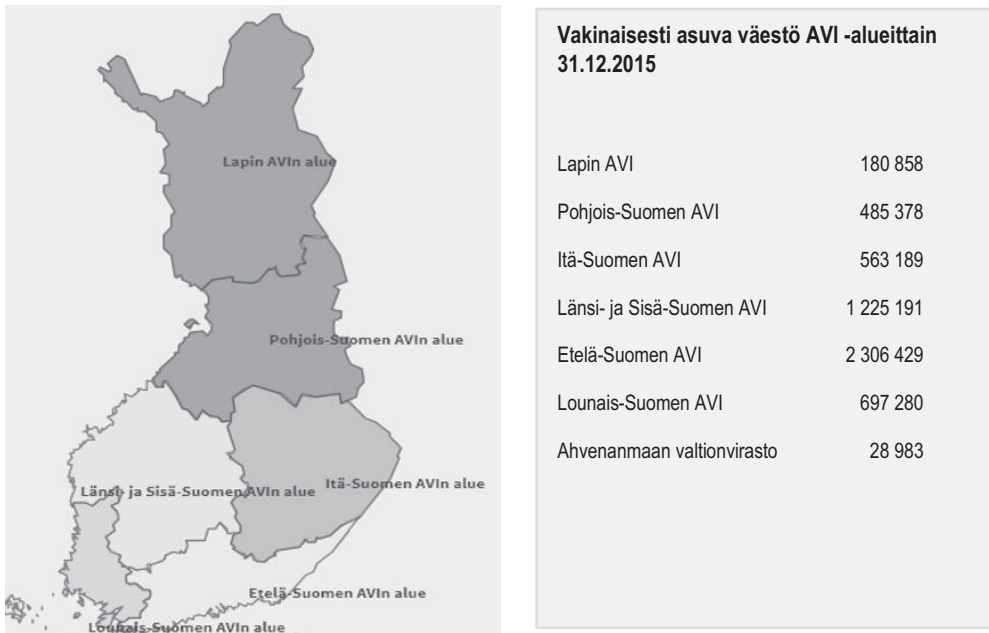 Lapin AVIn alue
Pohjois-Suomen AVIn alue
Länsi- ja Sisä-Suomen AVIn alue
Itä-Suomen AVIn alue
Etelä-Suomen AVIn alue
Lounais-Suomen AVIn alue
Vakinaisesti asuva väestö AVI -alueittain
31.12.2015
Lapin AVI 180 858
Pohjois-Suomen AVI 485 378
Itä-Suomen AVI 563 189
Länsi- ja Sisä-Suomen AVI 1 225 191
Etelä-Suomen AVI 2 306 429
Lounais-Suomen AVI 697 280
Ahvenanmaan valtionvirasto 28 983